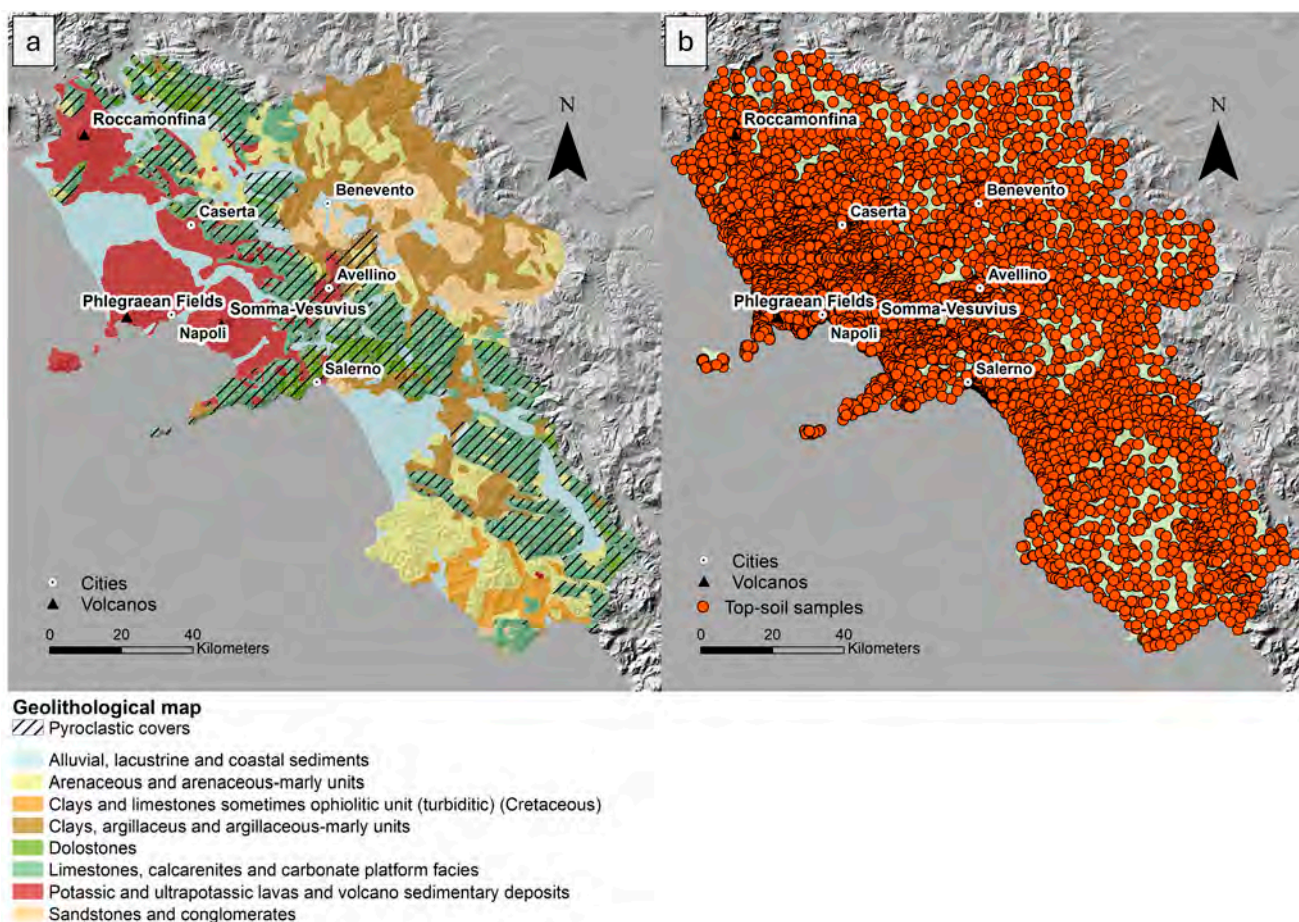 a
N
Roccamonfina
Benevento
Caserta
Avellino
Phlegraean Fields
Somma-Vesuvius
Napoli
Salerno
Cities
Volcanos
0 20 40
Kilometers
b
N
Roccamonfina
Benevento
Caserta
Avellino
Phlegraean Fields
Somma-Vesuvius
Napoli
Salerno
Cities
Volcanos
Top-soil samples
0 20 40
Kilometers
Geolithological map
Pyroclastic covers
Alluvial, lacustrine and coastal sediments
Arenaceous and arenaceous-marly units
Clays and limestones sometimes ophiolitic unit (turbiditic) (Cretaceous)
Clays, argillaceus and argillaceous-marly units
Dolostones
Limestones, calcarenites and carbonate platform facies
Potassic and ultrapotassic lavas and volcano sedimentary deposits
Sandstones and conglomerates